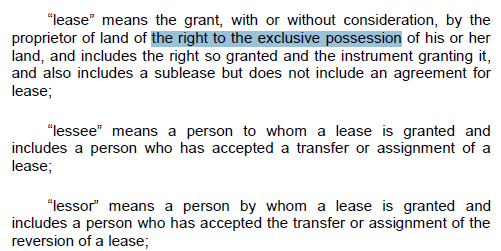 “lease” means the grant, with or without consideration, by the
proprietor of land of the right to the exclusive possession of his or her
land, and includes the right so granted and the instrument granting it,
and also includes a sublease but does not include an agreement for
lease;
“lessee” means a person to whom a lease is granted and
includes a person who has accepted a transfer or assignment of a
lease;
“lessor” means a person by whom a lease is granted and
includes a person who has accepted the transfer or assignment of the
reversion of a lease;